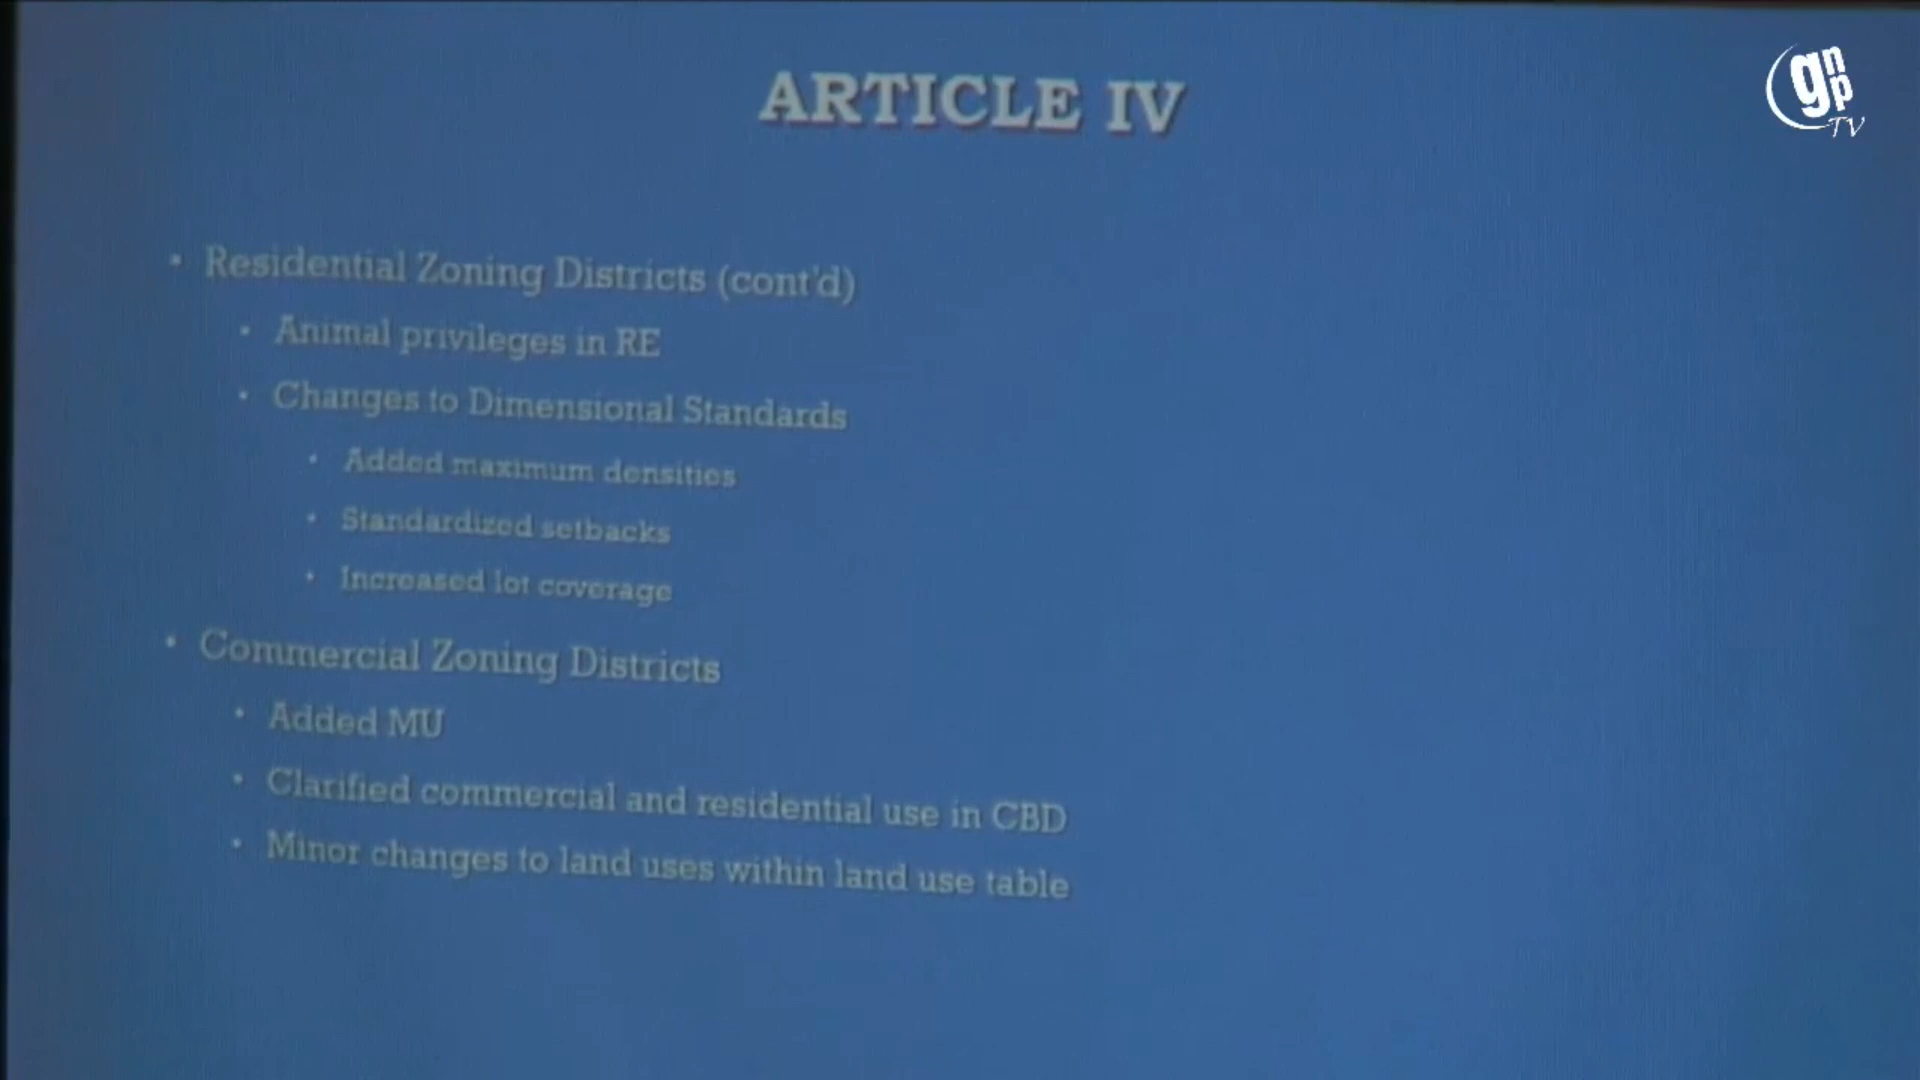 ARTICLE IV
gnp
TV
• Residential Zoning Districts (cont'd)
• Animal privileges in RE
• Changes to Dimensional Standards
• Added maximum densities
• Standardized setbacks
• Increased lot coverage
• Commercial Zoning Districts
• Added MU
• Clarified commercial and residential use in CBD
• Minor changes to land uses within land use table